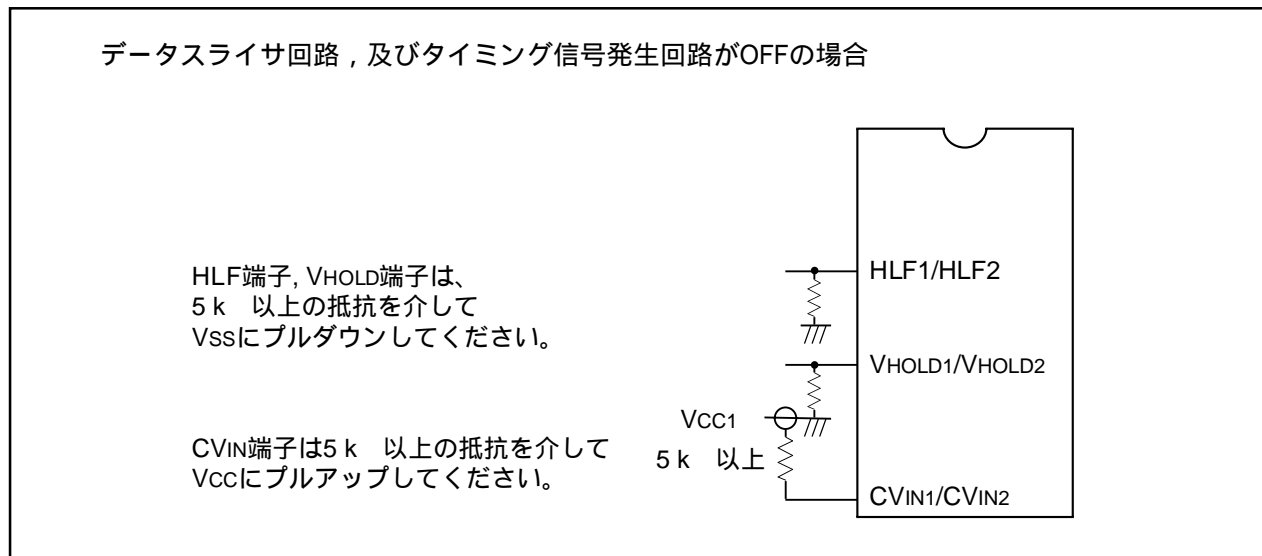 データスライサ回路，及びタイミング信号発生回路がOFFの場合
HLF端子, VHOLD端子は、
5 k　以上の抵抗を介して
VSSにプルダウンしてください。
HLF1/HLF2
VHOLD1/VHOLD2
VCC1
5 k　以上
CVIN端子は5 k　以上の抵抗を介して
VCCにプルアップしてください。
CVIN1/CVIN2